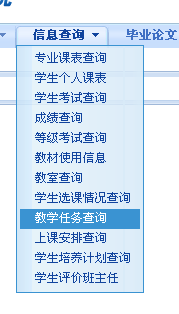 信息查询 毕业论文
专业课表查询
学生个人课表
学生考试查询
成绩查询
等级考试查询
教材使用信息
教室查询
学生选课情况查询
教学任务查询
上课安排查询
学生培养计划查询
学生评价班主任